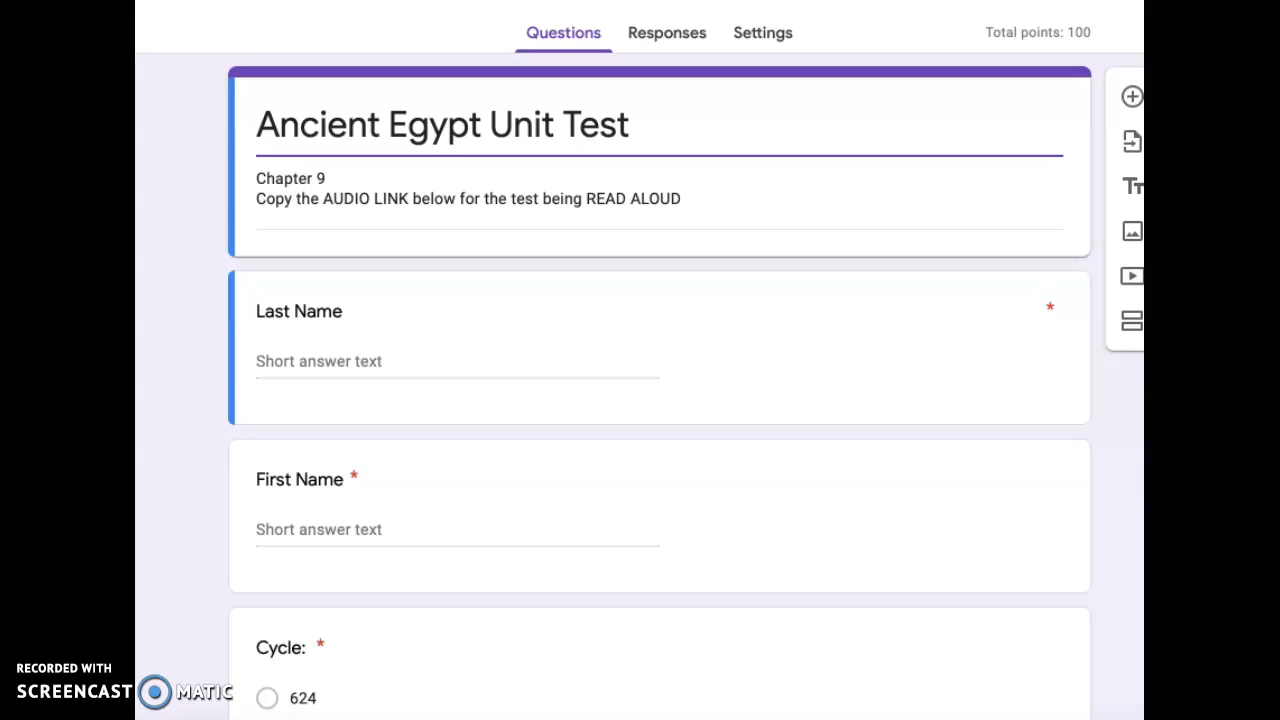 Questions Responses Settings Total points: 100
Ancient Egypt Unit Test
Chapter 9
Copy the AUDIO LINK below for the test being READ ALOUD
Last Name *
Short answer text
First Name *
Short answer text
Cycle: *
624
RECORDED WITH
SCREENCAST MATIC